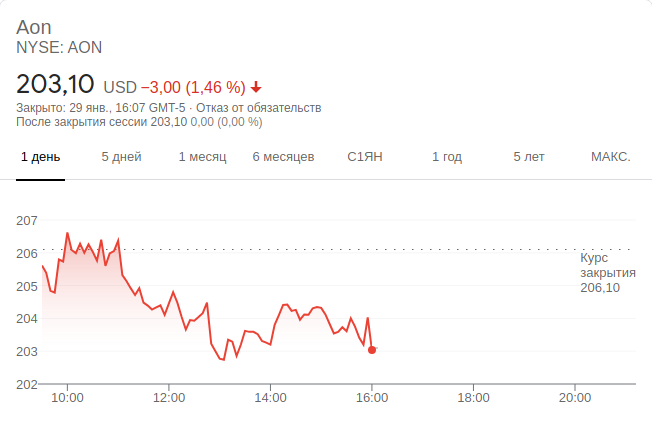 Aon
NYSE: AON
203,10 USD −3,00 (1,46 %)
Закрыто: 29 янв., 16:07 GMT-5 · Отказ от обязательств
После закрытия сессии 203,10 0,00 (0,00 %)
1 день 5 дней 1 месяц 6 месяцев С1ЯН 1 год 5 лет МАКС.
207
206
Курс
закрытия
206,10
205
204
203
202
10:00 12:00 14:00 16:00 18:00 20:00